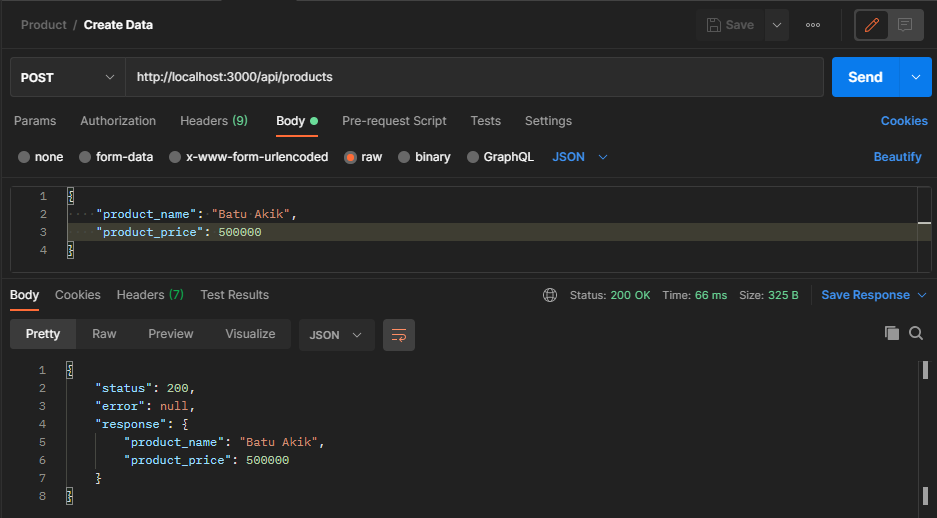 Product / Create Data
Save
POST
http://localhost:3000/api/products
Send
Params Authorization Headers (9) Body Pre-request Script Tests Settings Cookies
none form-data x-www-form-urlencoded raw binary GraphQL JSON Beautify
1 {
2 "product_name": "Batu Akik",
3 "product_price": 500000
4 }
Body Cookies Headers (7) Test Results Status: 200 OK Time: 66 ms Size: 325 B Save Response
Pretty Raw Preview Visualize JSON
1 {
2 "status": 200,
3 "error": null,
4 "response": {
5 "product_name": "Batu Akik",
6 "product_price": 500000
7 }
8 }